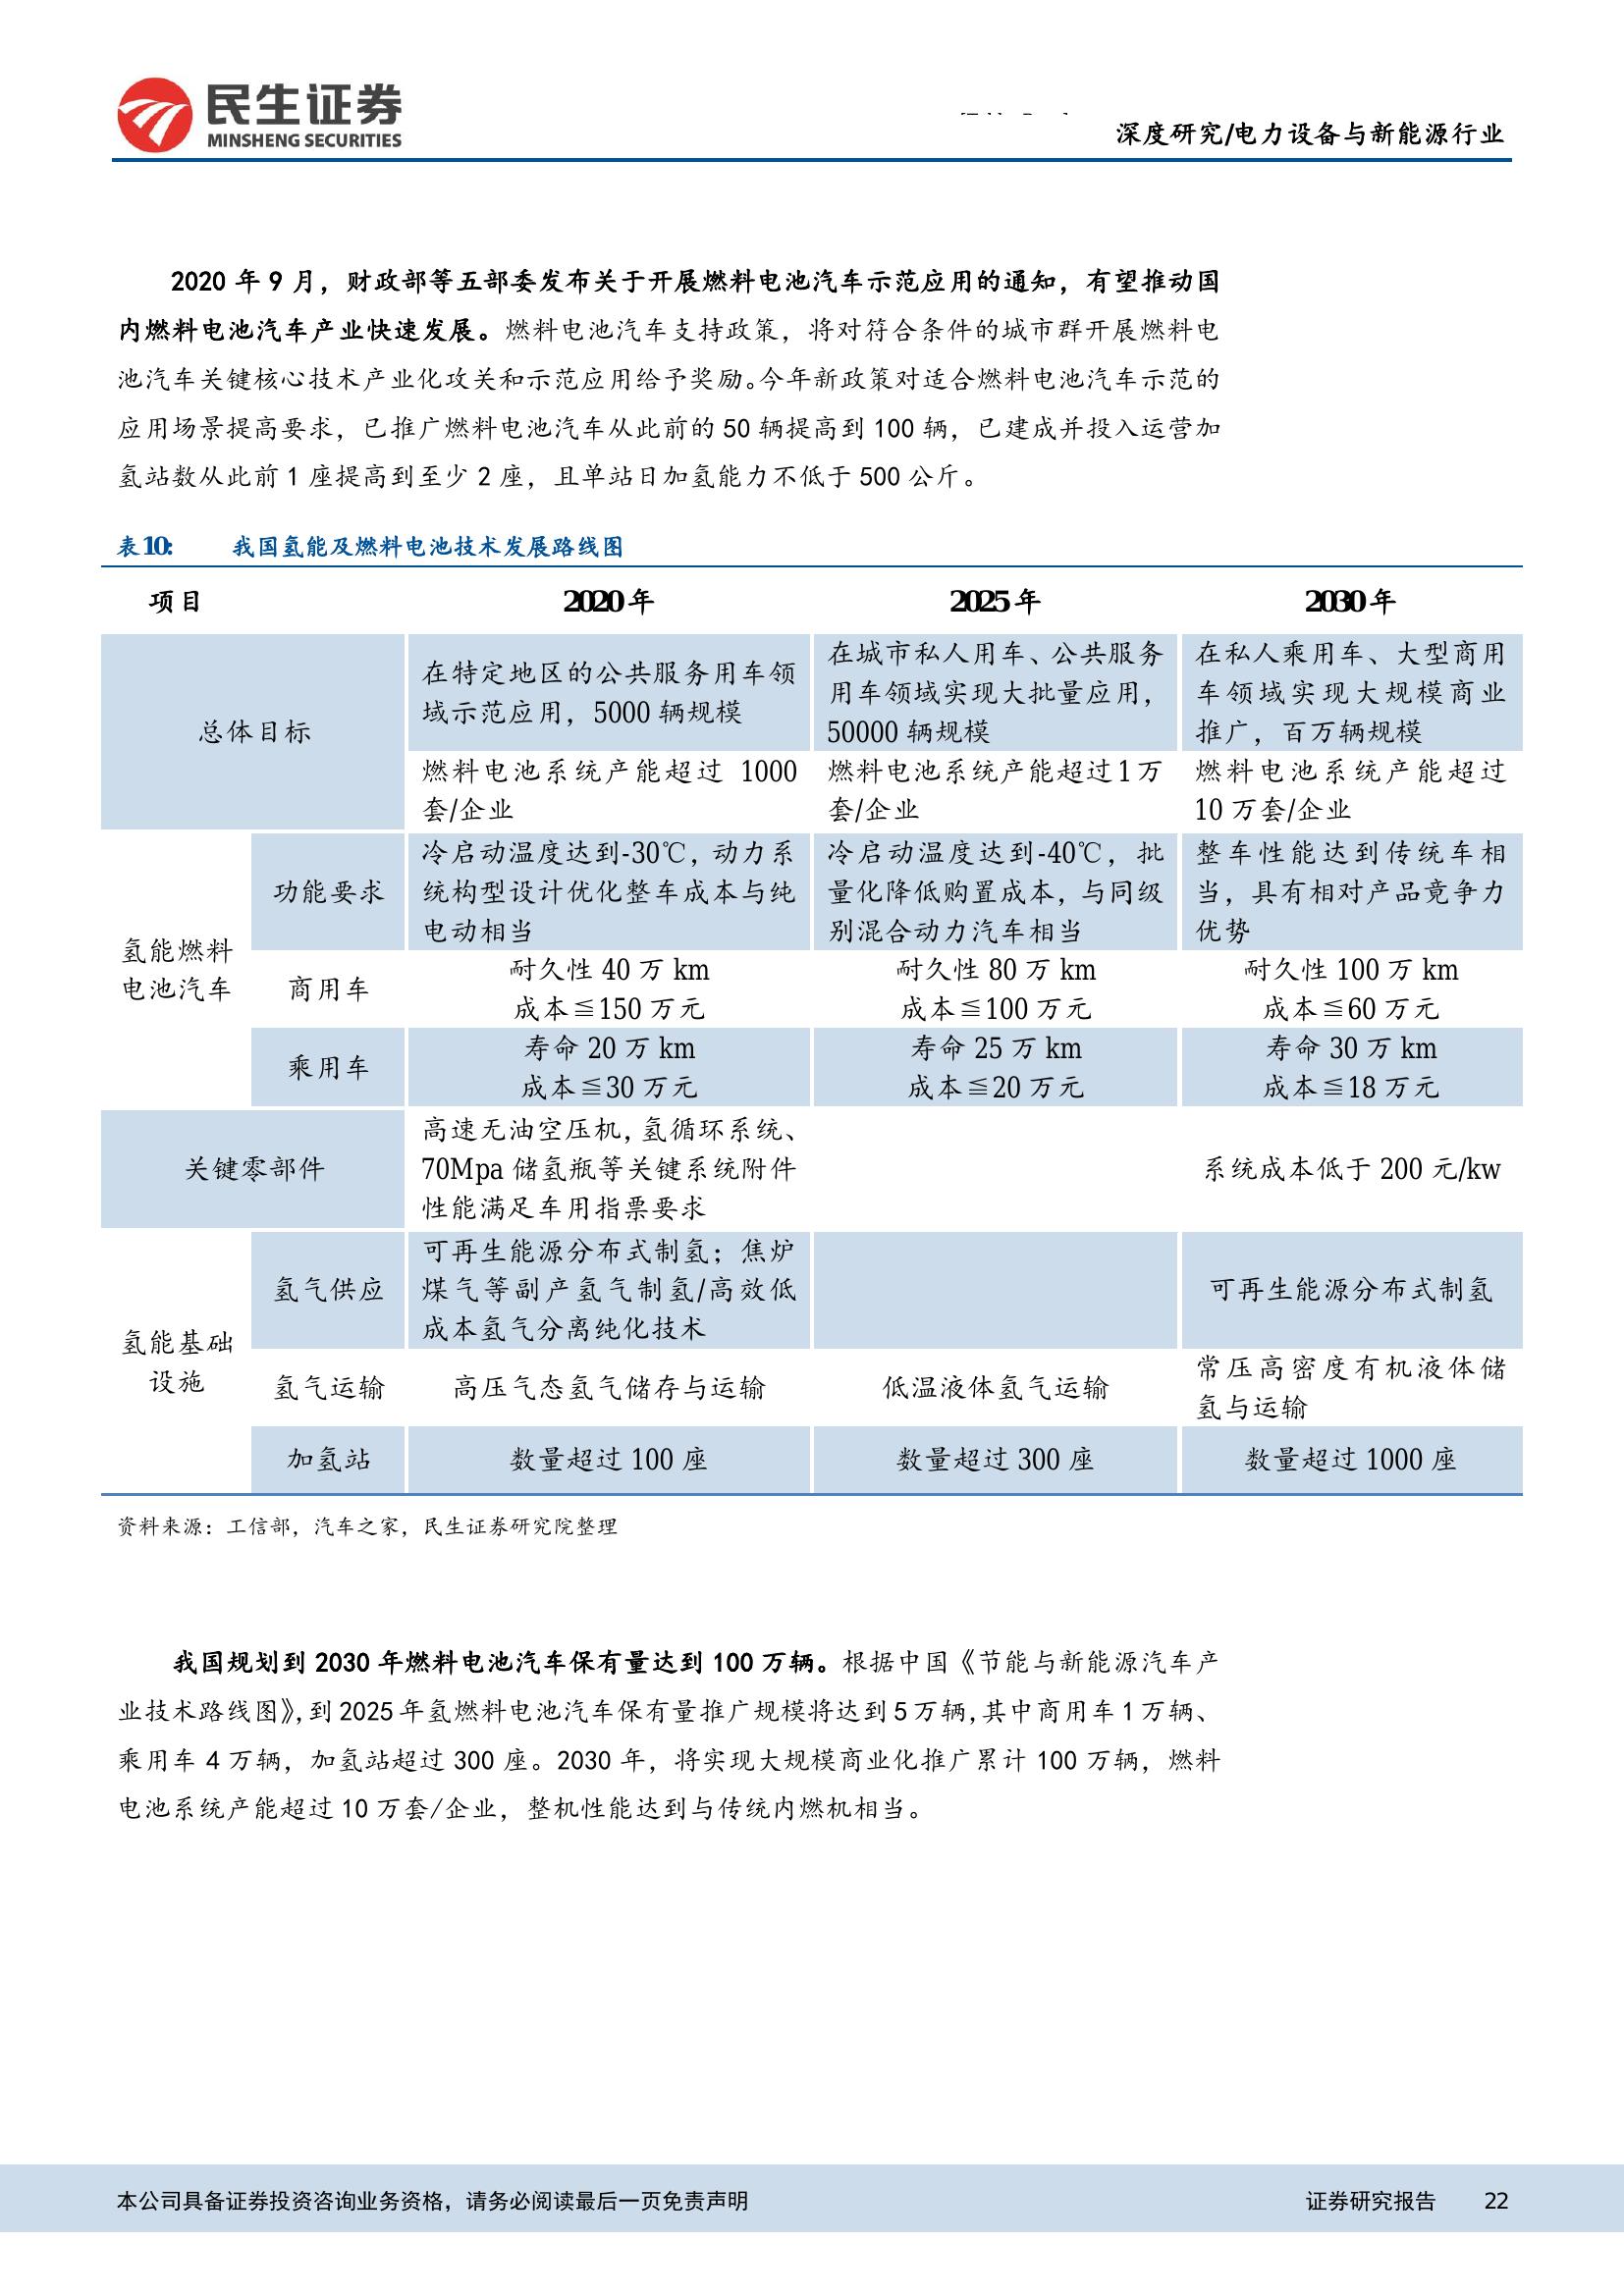 民生证券
MINSHENG SECURITIES
深度研究/电力设备与新能源行业
2020 年 9 月，财政部等五部委发布关于开展燃料电池汽车示范应用的通知，有望推动国
内燃料电池汽车产业快速发展。燃料电池汽车支持政策，将对符合条件的城市群开展燃料电
池汽车关键核心技术产业化攻关和示范应用给予奖励。今年新政策对适合燃料电池汽车示范的
应用场景提高要求，已推广燃料电池汽车从此前的 50 辆提高到 100 辆，已建成并投入运营加
氢站数从此前 1 座提高到至少 2 座，且单站日加氢能力不低于 500 公斤。
表10: 我国氢能及燃料电池技术发展路线图
项目 2020 年 2025 年 2030 年
总体目标
在特定地区的公共服务用车领
域示范应用，5000 辆规模
在城市私人用车、公共服务
用车领域实现大批量应用，
50000 辆规模
在私人乘用车、大型商用
车领域实现大规模商业
推广，百万辆规模
燃料电池系统产能超过 1000
套/企业
燃料电池系统产能超过 1 万
套/企业
燃料电池系统产能超过
10 万套/企业
氢能燃料
电池汽车
功能要求
冷启动温度达到-30℃，动力系
统构型设计优化整车成本与纯
电动相当
冷启动温度达到-40℃，批
量化降低购置成本，与同级
别混合动力汽车相当
整车性能达到传统车相
当，具有相对产品竞争力
优势
商用车
耐久性 40 万 km
成本≦150 万元
耐久性 80 万 km
成本≦100 万元
耐久性 100 万 km
成本≦60 万元
乘用车
寿命 20 万 km
成本≦30 万元
寿命 25 万 km
成本≦20 万元
寿命 30 万 km
成本≦18 万元
关键零部件
高速无油空压机，氢循环系统、
70Mpa 储氢瓶等关键系统附件
性能满足车用指票要求
系统成本低于 200 元/kw
氢能基础
设施
氢气供应
可再生能源分布式制氢；焦炉
煤气等副产氢气制氢/高效低
成本氢气分离纯化技术
可再生能源分布式制氢
氢气运输
高压气态氢气储存与运输
低温液体氢气运输
常压高密度有机液体储
氢与运输
加氢站
数量超过 100 座
数量超过 300 座
数量超过 1000 座
资料来源：工信部，汽车之家，民生证券研究院整理
我国规划到 2030 年燃料电池汽车保有量达到 100 万辆。根据中国《节能与新能源汽车产
业技术路线图》，到 2025 年氢燃料电池汽车保有量推广规模将达到 5 万辆，其中商用车 1 万辆、
乘用车 4 万辆，加氢站超过 300 座。2030 年，将实现大规模商业化推广累计 100 万辆，燃料
电池系统产能超过 10 万套/企业，整机性能达到与传统内燃机相当。
本公司具备证券投资咨询业务资格，请务必阅读最后一页免责声明
证券研究报告 22